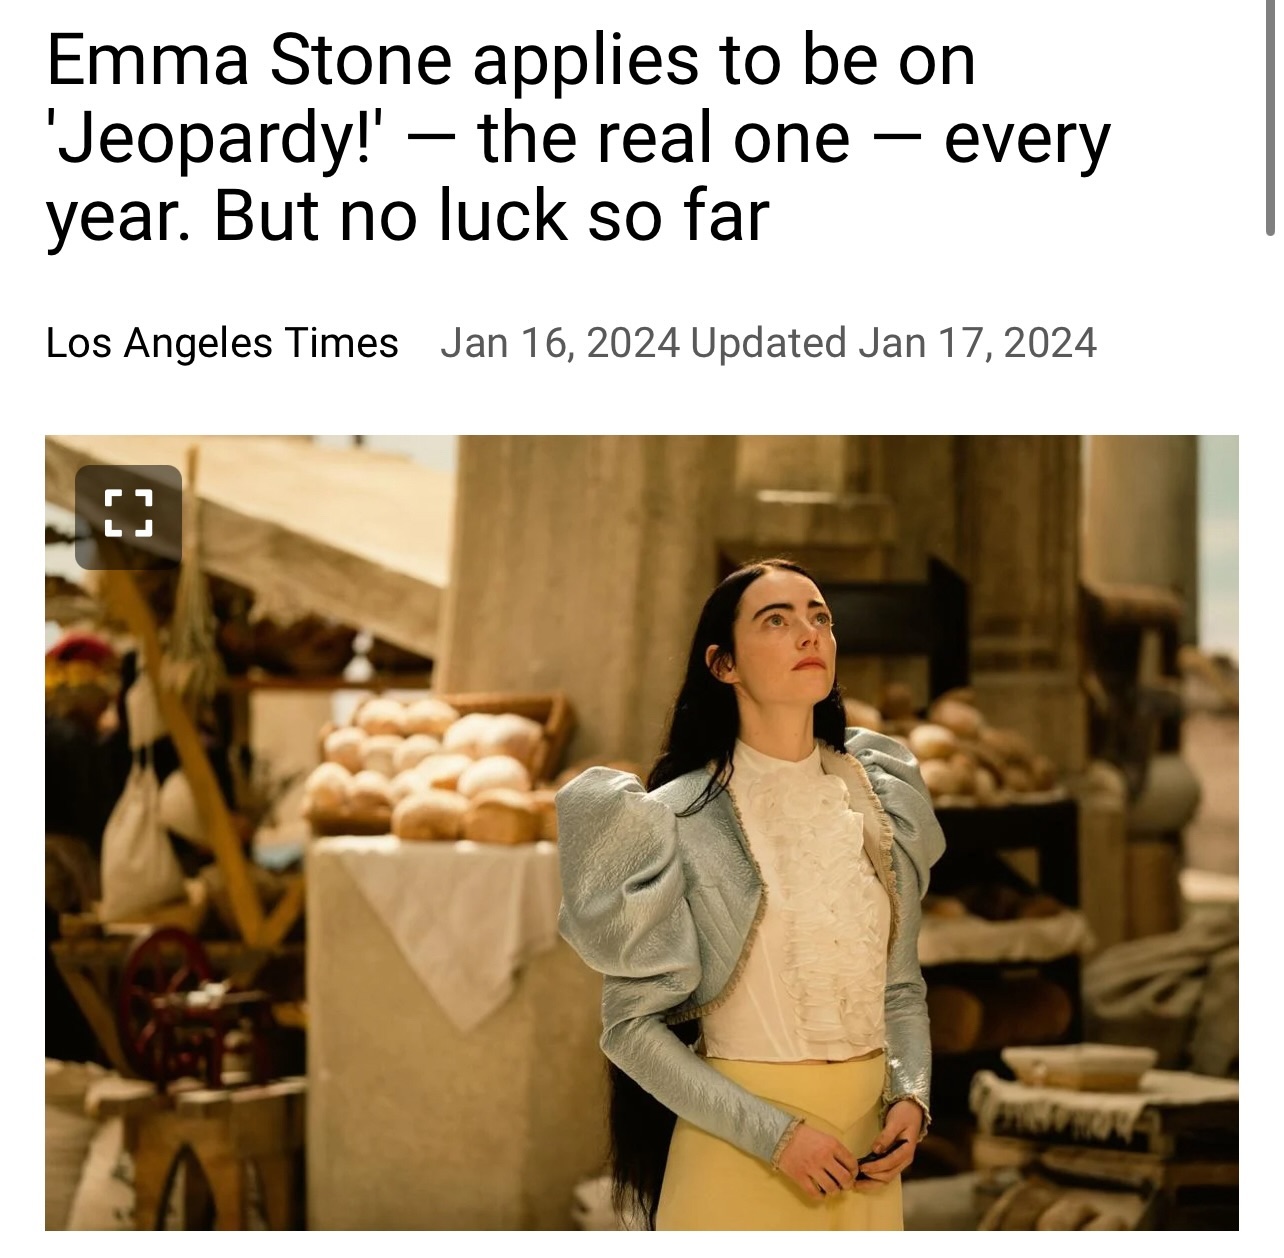 Emma Stone applies to be on
'Jeopardy!' — the real one — every
year. But no luck so far
Los Angeles Times Jan 16, 2024 Updated Jan 17, 2024